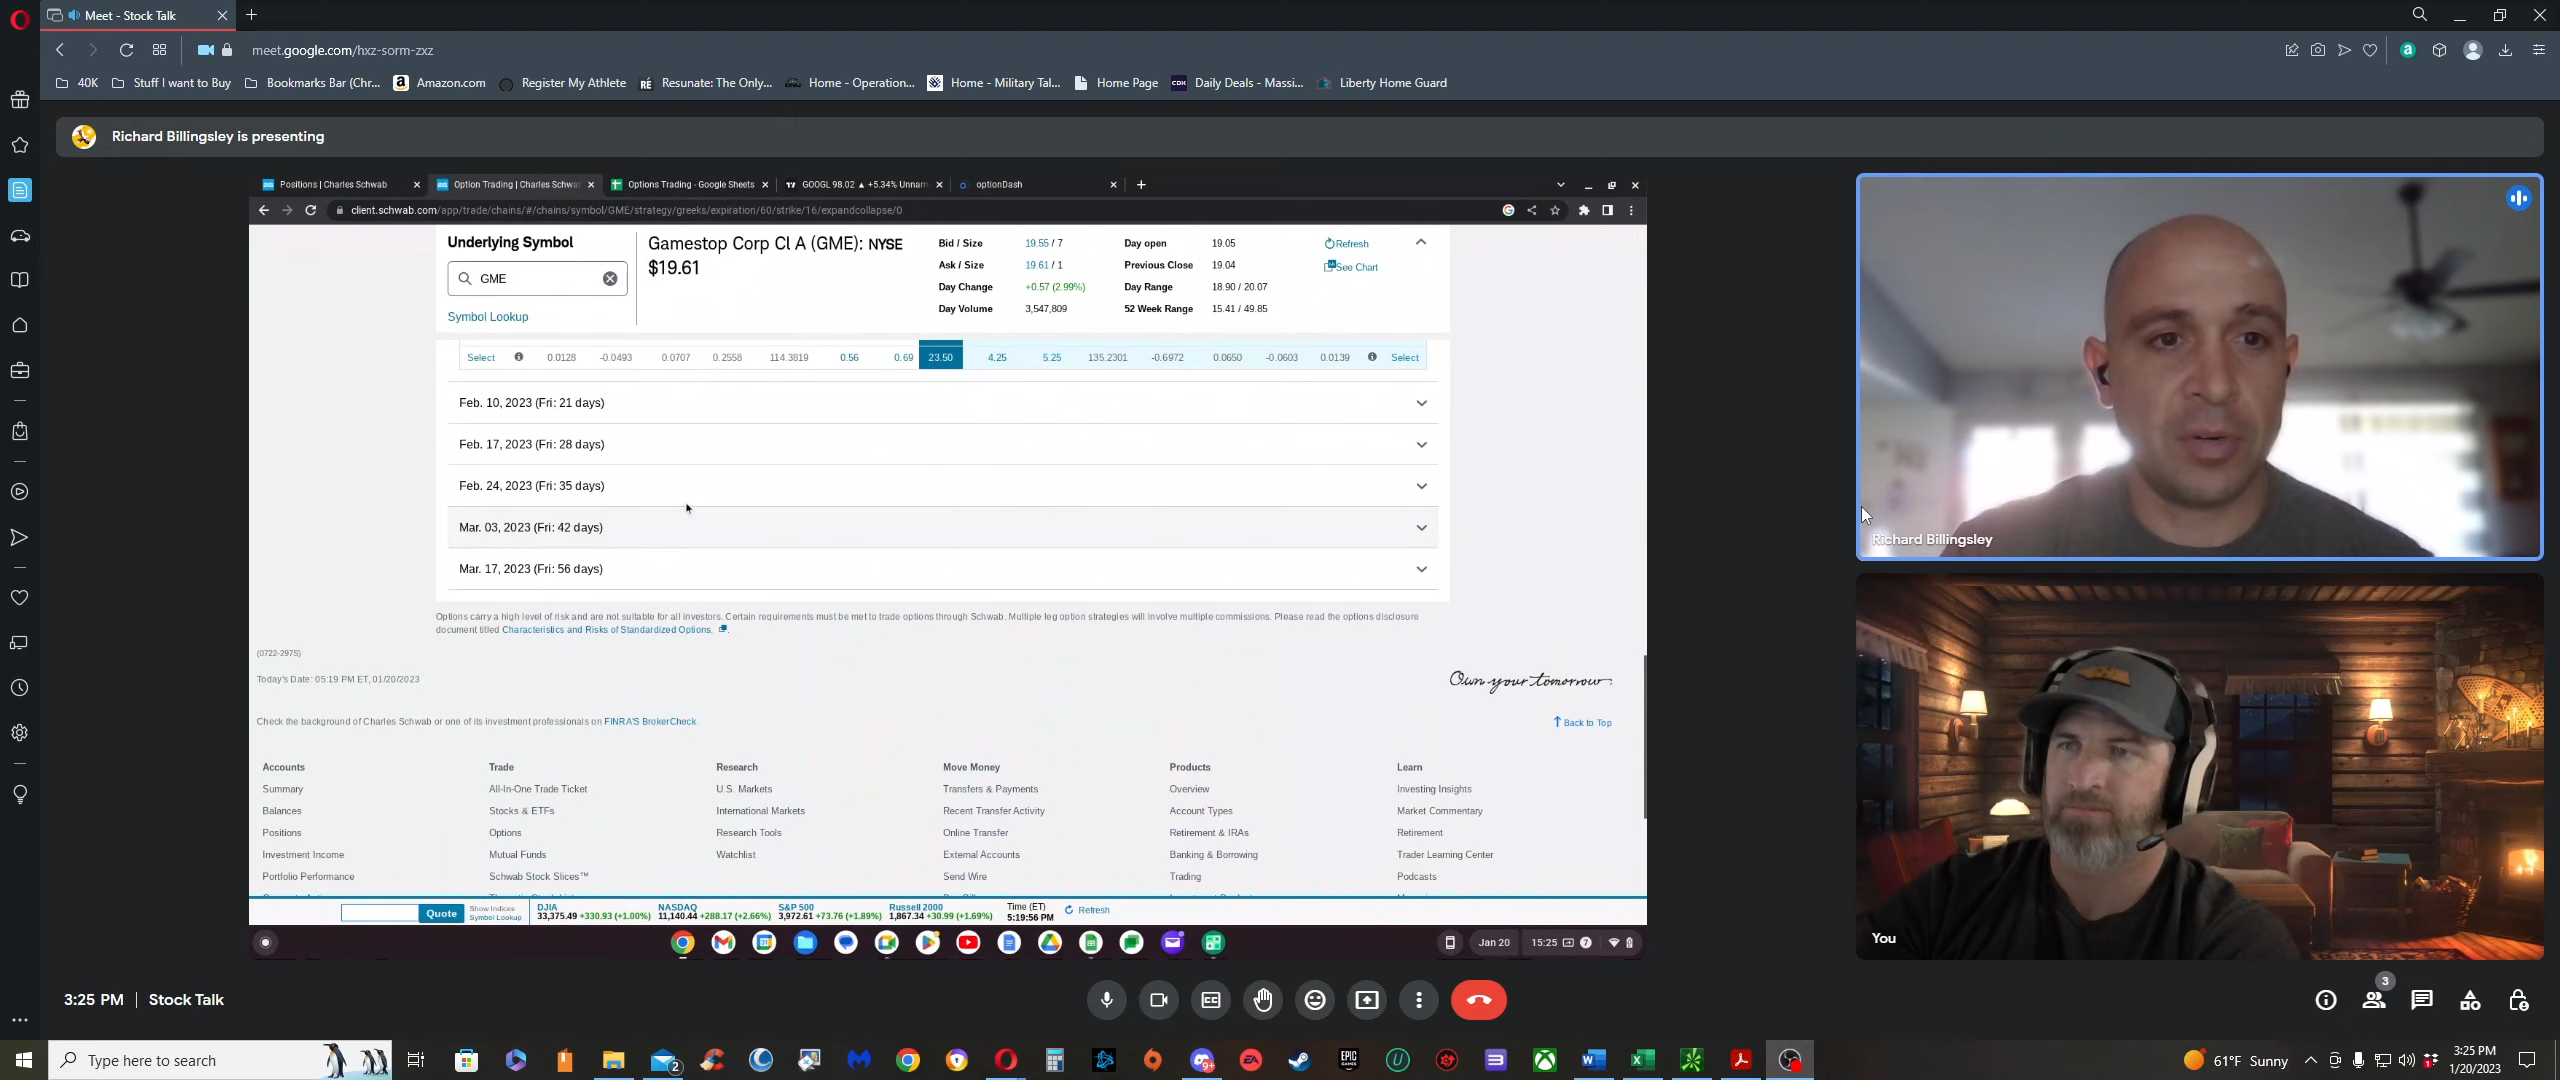 Meet - Stock Talk
meet.google.com/hxz-sorm-zxz
40K
Stuff I want to Buy
Bookmarks Bar (Chr...
Amazon.com
Register My Athlete
RÉ Resunate: The Only...
Home - Operation...
Home - Military Tal...
Home Page
CDK Daily Deals - Massi...
Liberty Home Guard
Richard Billingsley is presenting
Positions | Charles Schwab
Option Trading | Charles Schwa
Options Trading - Google Sheets
GOOGL 98.02 ▲ +5.34% Unnam
optionDash
client.schwab.com/app/trade/chains/#/chains/symbol/GME/strategy/greeks/expiration/60/strike/16/expandcollapse/0
Underlying Symbol
GME
Symbol Lookup
Gamestop Corp Cl A (GME): NYSE
$19.61
Bid / Size 19.55 / 7
Ask / Size 19.61 / 1
Day Change +0.57 (2.99%)
Day Volume 3,547,809
Day open 19.05
Previous Close 19.04
Day Range 18.90 / 20.07
52 Week Range 15.41 / 49.85
Refresh
See Chart
Select 0.0128 -0.0493 0.0707 0.2558 114.3819 0.56 0.69 23.50 4.25 5.25 135.2301 -0.6972 0.0650 -0.0603 0.0139 Select
Feb. 10, 2023 (Fri: 21 days)
Feb. 17, 2023 (Fri: 28 days)
Feb. 24, 2023 (Fri: 35 days)
Mar. 03, 2023 (Fri: 42 days)
Mar. 17, 2023 (Fri: 56 days)
Options carry a high level of risk and are not suitable for all investors. Certain requirements must be met to trade options through Schwab. Multiple leg option strategies will involve multiple commissions. Please read the options disclosure
document titled Characteristics and Risks of Standardized Options.
(0722-297S)
Today's Date: 05:19 PM ET, 01/20/2023
Own your tomorrow.
Check the background of Charles Schwab or one of its investment professionals on FINRA'S BrokerCheck.
Back to Top
Accounts
Summary
Balances
Positions
Investment Income
Portfolio Performance
Trade
All-In-One Trade Ticket
Stocks & ETFs
Options
Mutual Funds
Schwab Stock Slices™
Research
U.S. Markets
International Markets
Research Tools
Watchlist
Move Money
Transfers & Payments
Recent Transfer Activity
Online Transfer
External Accounts
Send Wire
Products
Overview
Account Types
Retirement & IRAs
Banking & Borrowing
Trading
Learn
Investing Insights
Market Commentary
Retirement
Trader Learning Center
Podcasts
Quote
Show Indices
Symbol Lookup
DJIA
33,375.49 +330.93 (+1.00%)
NASDAQ
11,140.44 +288.17 (+2.66%)
S&P 500
3,972.61 +73.76 (+1.89%)
Russell 2000
1,867.34 +30.99 (+1.69%)
Time (ET)
5:19:56 PM
Refresh
Jan 20
15:25
7
Richard Billingsley
You
3:25 PM | Stock Talk
3
Type here to search
2
9+
EA
EPIC
61°F Sunny
3:25 PM
1/20/2023